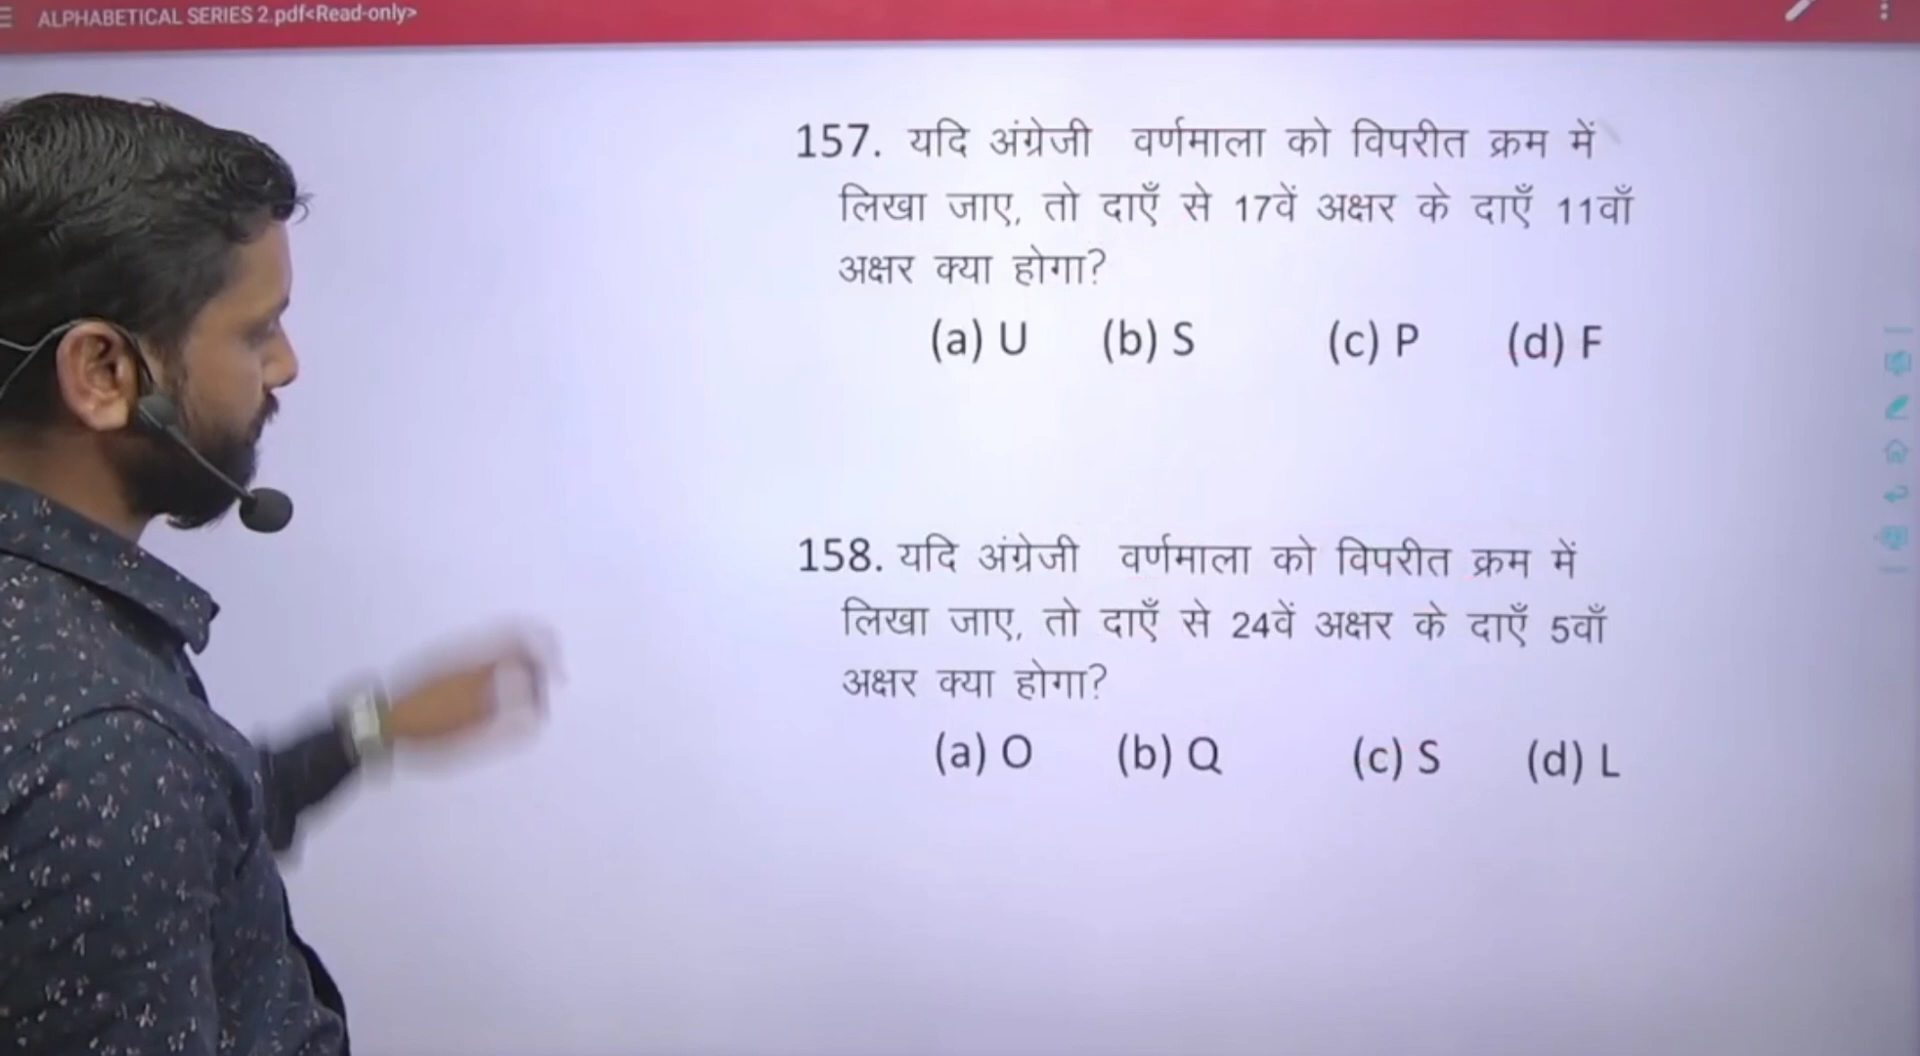 ALPHABETICAL SERIES 2.pdf<Read-only>
157. यदि अंग्रेजी वर्णमाला को विपरीत क्रम में
लिखा जाए, तो दाएँ से 17वें अक्षर के दाएँ 11वाँ
अक्षर क्या होगा?
(a) U (b) S (c) P (d) F
158. यदि अंग्रेजी वर्णमाला को विपरीत क्रम में
लिखा जाए, तो दाएँ से 24वें अक्षर के दाएँ 5वाँ
अक्षर क्या होगा?
(a) O (b) Q (c) S (d) L